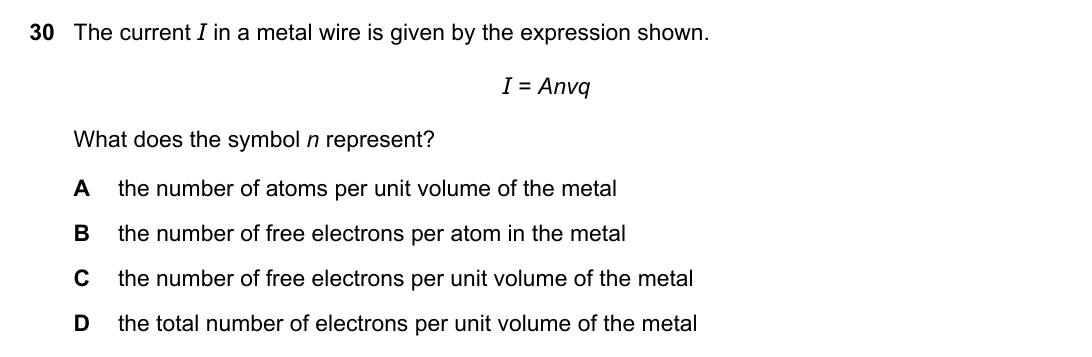 30 The current I in a metal wire is given by the expression shown.
I = Anvq
What does the symbol n represent?
A the number of atoms per unit volume of the metal
B the number of free electrons per atom in the metal
C the number of free electrons per unit volume of the metal
D the total number of electrons per unit volume of the metal